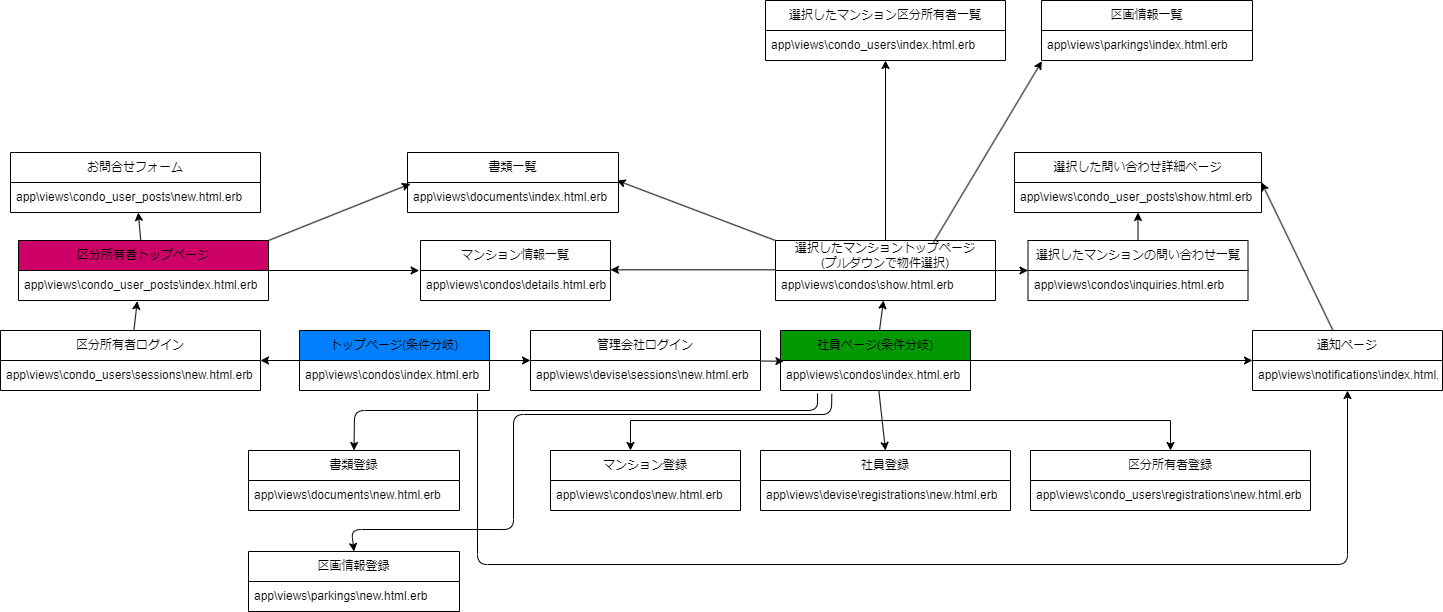 選択したマンション区分所有者一覧
app\views\condo_users\index.html.erb
区画情報一覧
app\views\parkings\index.html.erb
お問合せフォーム
app\views\condo_user_posts\new.html.erb
書類一覧
app\views\documents\index.html.erb
選択した問い合わせ詳細ページ
app\views\condo_user_posts\show.html.erb
区分所有者トップページ
app\views\condo_user_posts\index.html.erb
マンション情報一覧
app\views\condos\details.html.erb
選択したマンショントップページ
(プルダウンで物件選択)
app\views\condos\show.html.erb
選択したマンションの問い合わせ一覧
app\views\condos\inquiries.html.erb
区分所有者ログイン
app\views\condo_users\sessions\new.html.erb
トップページ(条件分岐)
app\views\condos\index.html.erb
管理会社ログイン
app\views\devise\sessions\new.html.erb
社員ページ(条件分岐)
app\views\condos\index.html.erb
通知ページ
app\views\notifications\index.html.
書類登録
app\views\documents\new.html.erb
マンション登録
app\views\condos\new.html.erb
社員登録
app\views\devise\registrations\new.html.erb
区分所有者登録
app\views\condo_users\registrations\new.html.erb
区画情報登録
app\views\parkings\new.html.erb